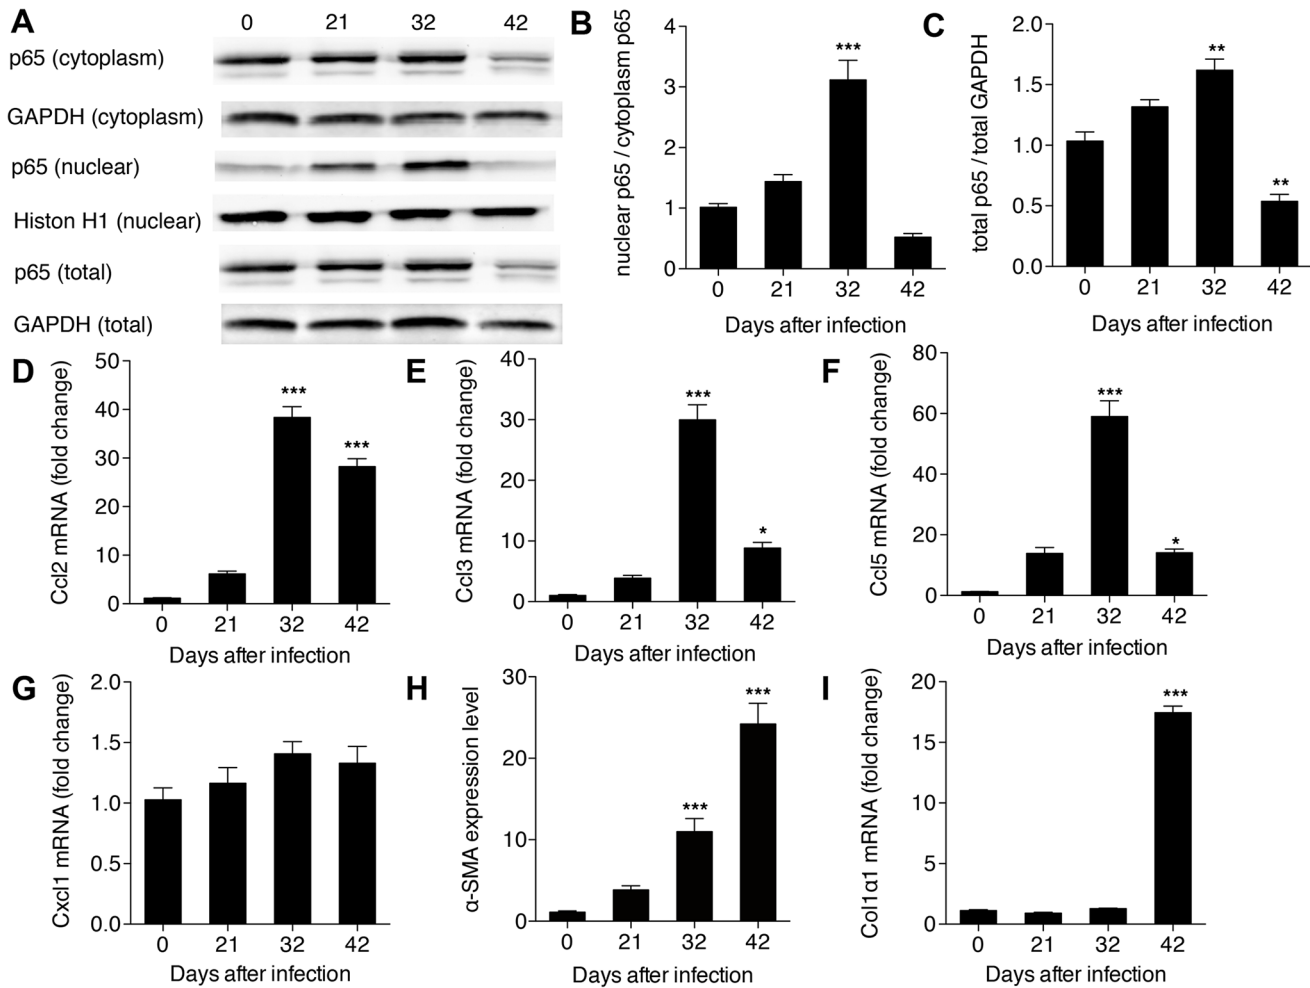 A
0 21 32 42
p65 (cytoplasm)
GAPDH (cytoplasm)
p65 (nuclear)
Histon H1 (nuclear)
p65 (total)
GAPDH (total)
B
nuclear p65 / cytoplasm p65
4
3
2
1
0
***
0 21 32 42
Days after infection
C
total p65 / total GAPDH
2.0
1.5
1.0
0.5
0.0
**
**
0 21 32 42
Days after infection
D
Ccl2 mRNA (fold change)
50
40
30
20
10
0
***
***
0 21 32 42
Days after infection
E
Ccl3 mRNA (fold change)
40
30
20
10
0
***
*
0 21 32 42
Days after infection
F
Ccl5 mRNA (fold change)
80
60
40
20
0
***
*
0 21 32 42
Days after infection
G
Cxcl1 mRNA (fold change)
2.0
1.5
1.0
0.5
0.0
0 21 32 42
Days after infection
H
α-SMA expression level
30
20
10
0
***
***
0 21 32 42
Days after infection
I
Col1α1 mRNA (fold change)
20
15
10
5
0
***
0 21 32 42
Days after infection